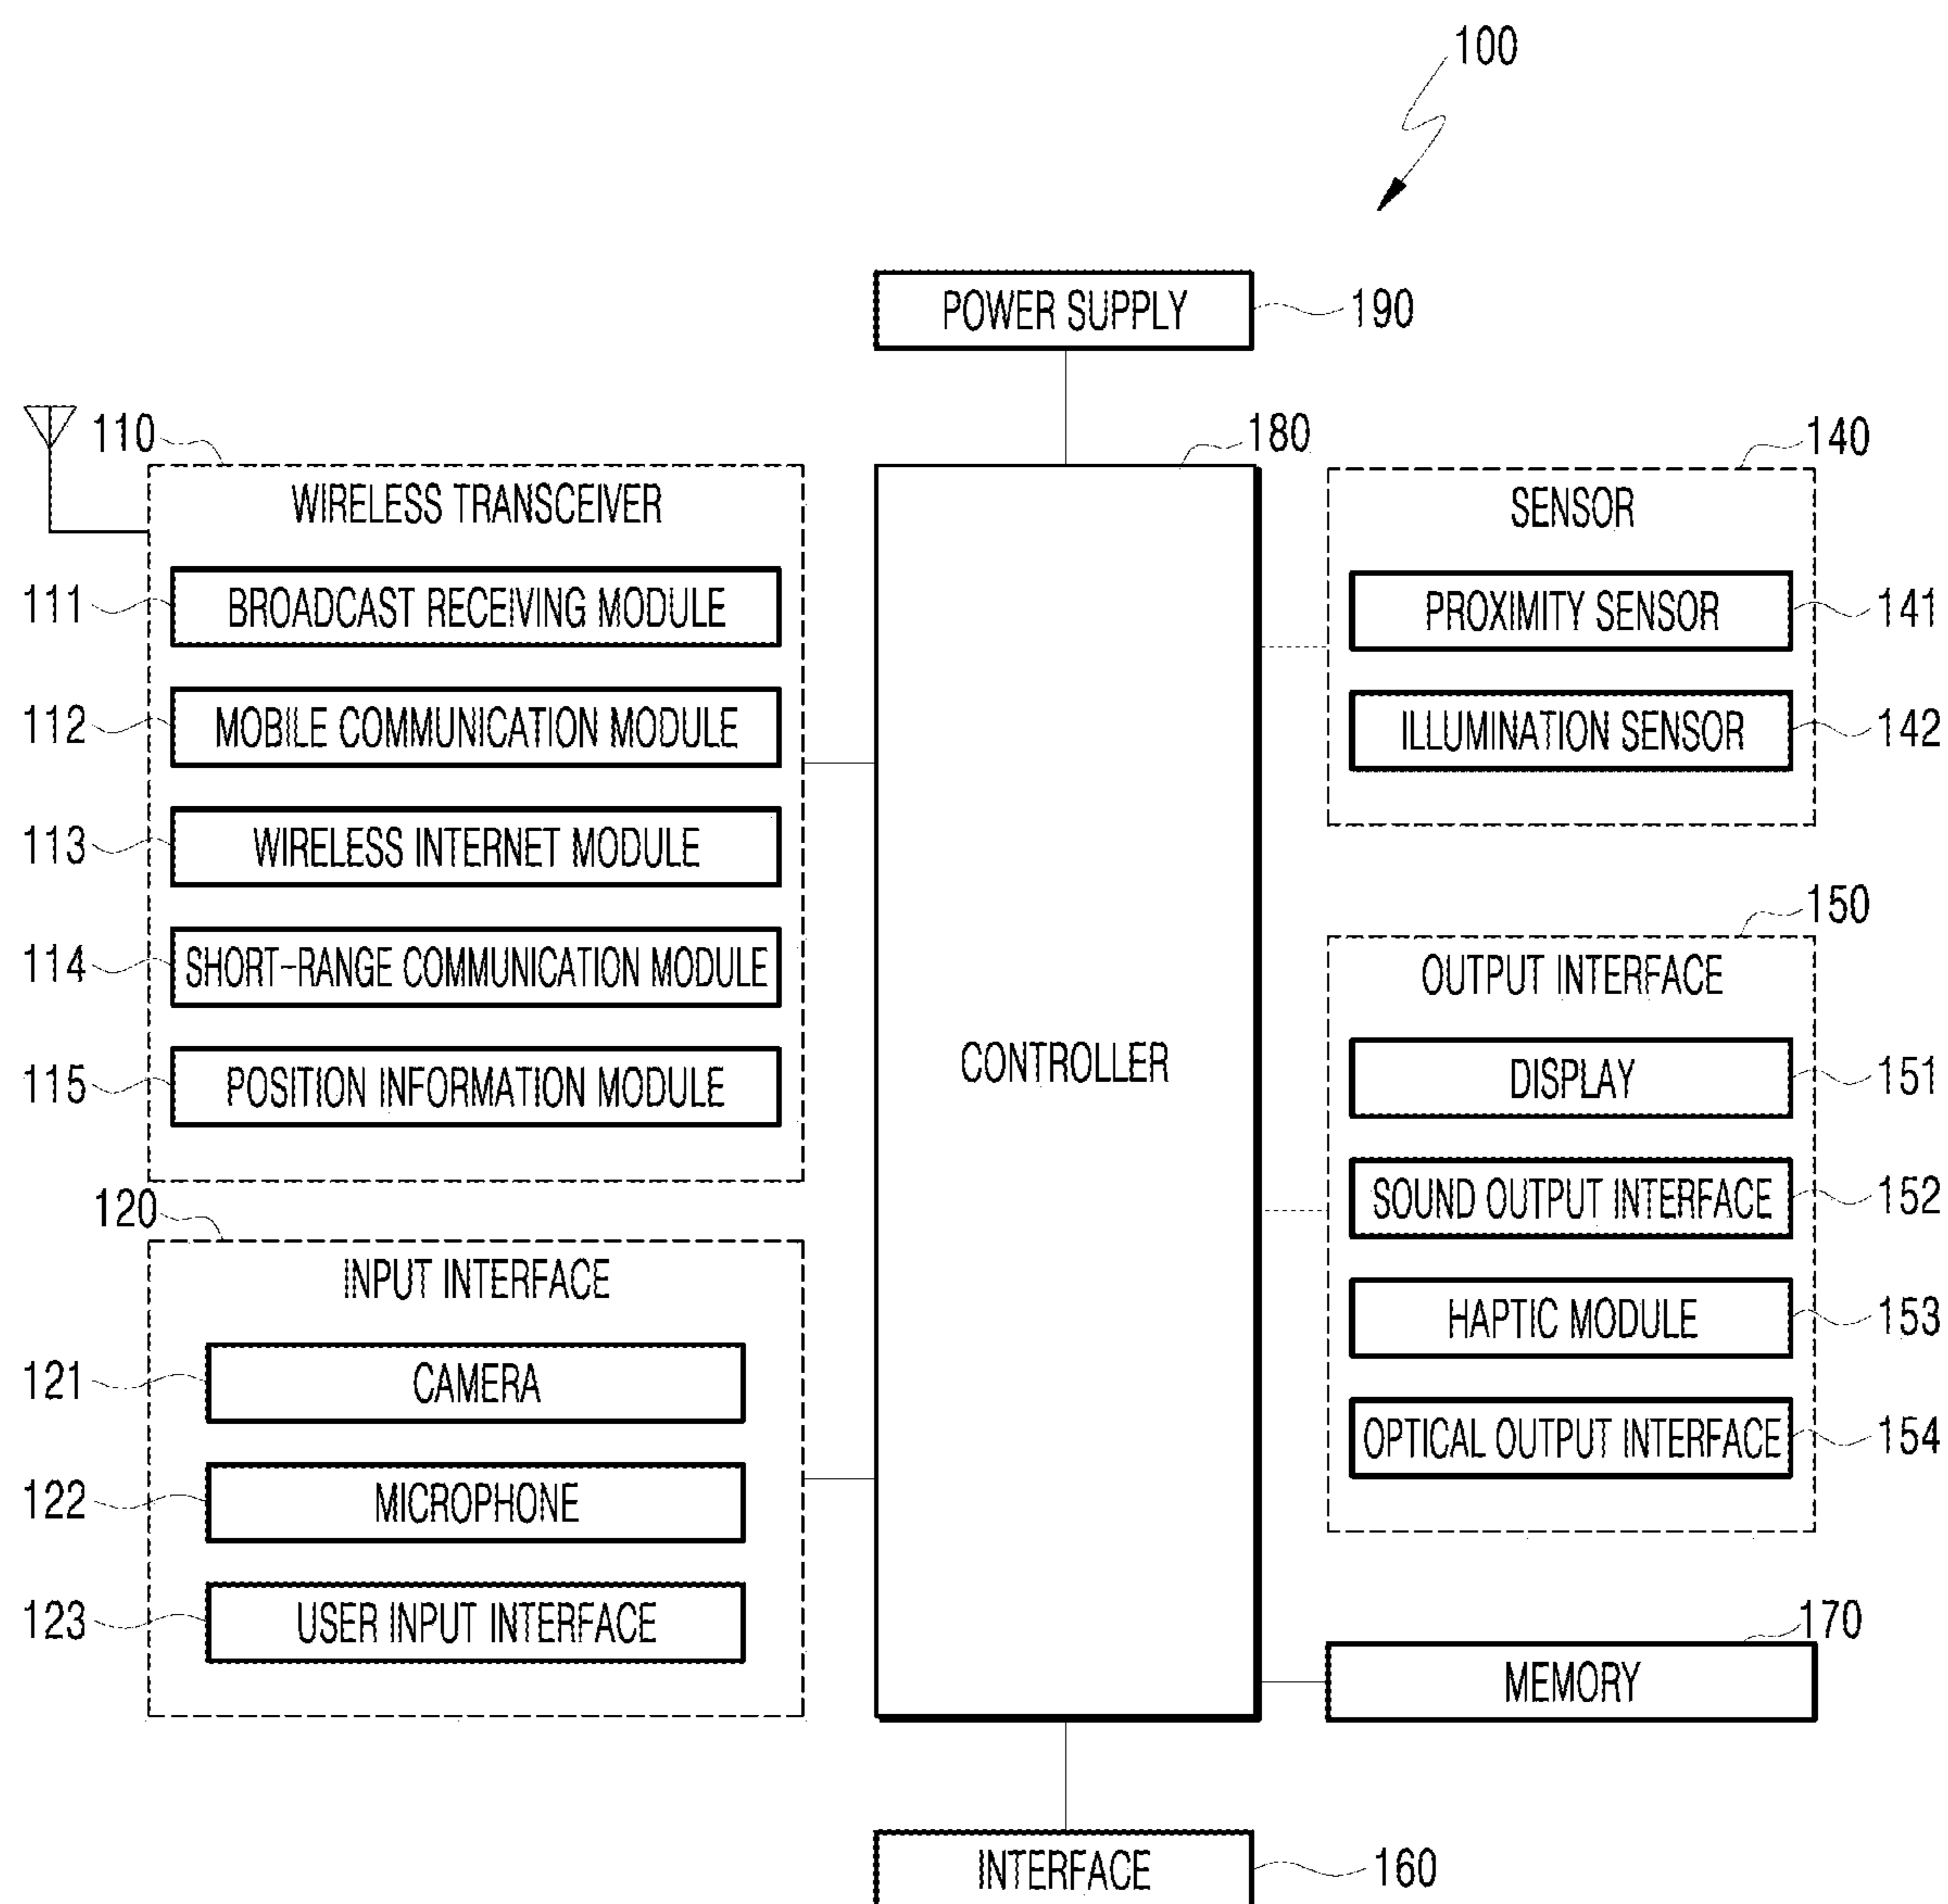 100
POWER SUPPLY
190
110
WIRELESS TRANSCEIVER
111
BROADCAST RECEIVING MODULE
112
MOBILE COMMUNICATION MODULE
113
WIRELESS INTERNET MODULE
114
SHORT-RANGE COMMUNICATION MODULE
115
POSITION INFORMATION MODULE
120
INPUT INTERFACE
121
CAMERA
122
MICROPHONE
123
USER INPUT INTERFACE
180
CONTROLLER
140
SENSOR
PROXIMITY SENSOR
141
ILLUMINATION SENSOR
142
150
OUTPUT INTERFACE
DISPLAY
151
SOUND OUTPUT INTERFACE
152
HAPTIC MODULE
153
OPTICAL OUTPUT INTERFACE
154
170
MEMORY
INTERFACE
160